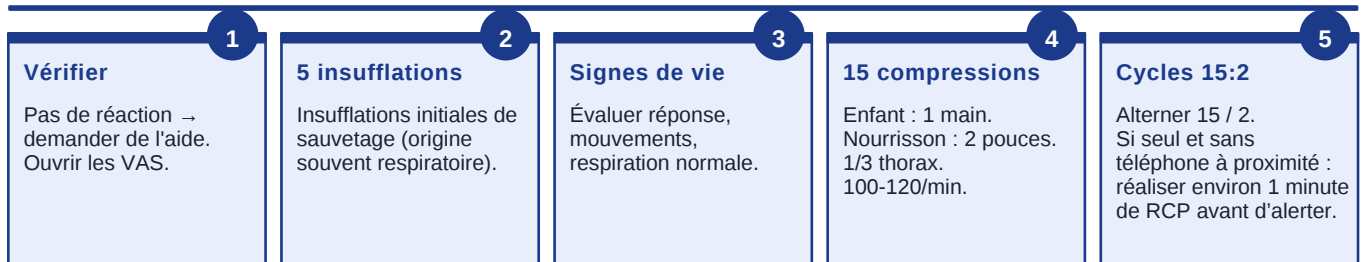 1
Vérifier
Pas de réaction →
demander de l'aide.
Ouvrir les VAS.
2
5 insufflations
Insufflations initiales de
sauvetage (origine
souvent respiratoire).
3
Signes de vie
Évaluer réponse,
mouvements,
respiration normale.
4
15 compressions
Enfant : 1 main.
Nourrisson : 2 pouces.
1/3 thorax.
100-120/min.
5
Cycles 15:2
Alterner 15 / 2.
Si seul et sans
téléphone à proximité :
réaliser environ 1 minute
de RCP avant d’alerter.